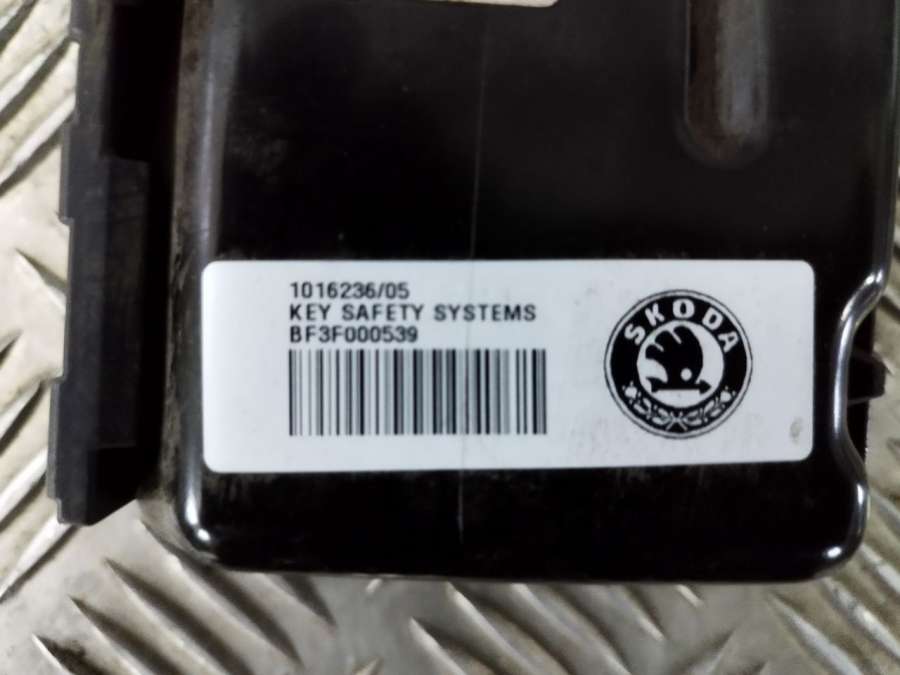 1016236/05
KEY SAFETY SYSTEMS
BF3F000539
SKODA